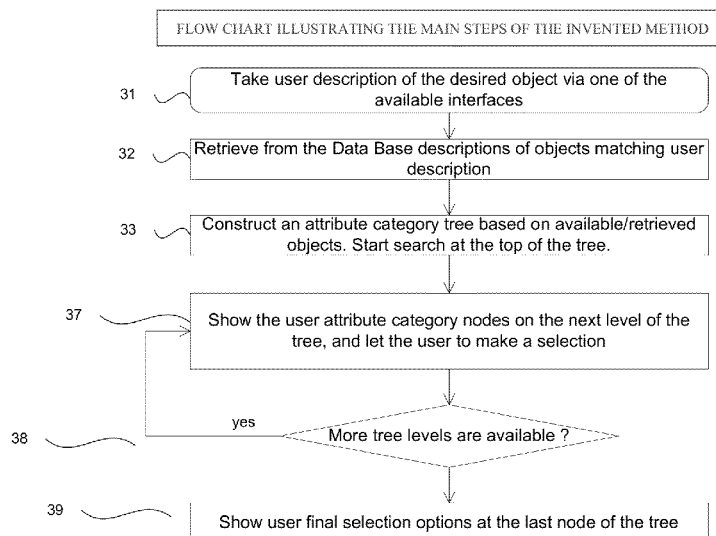 FLOW CHART ILLUSTRATING THE MAIN STEPS OF THE INVENTED METHOD
31
Take user description of the desired object via one of the
available interfaces
32
Retrieve from the Data Base descriptions of objects matching user
description
33
Construct an attribute category tree based on available/retrieved
objects. Start search at the top of the tree.
37
Show the user attribute category nodes on the next level of the
tree, and let the user to make a selection
yes
More tree levels are available ?
38
39
Show user final selection options at the last node of the tree